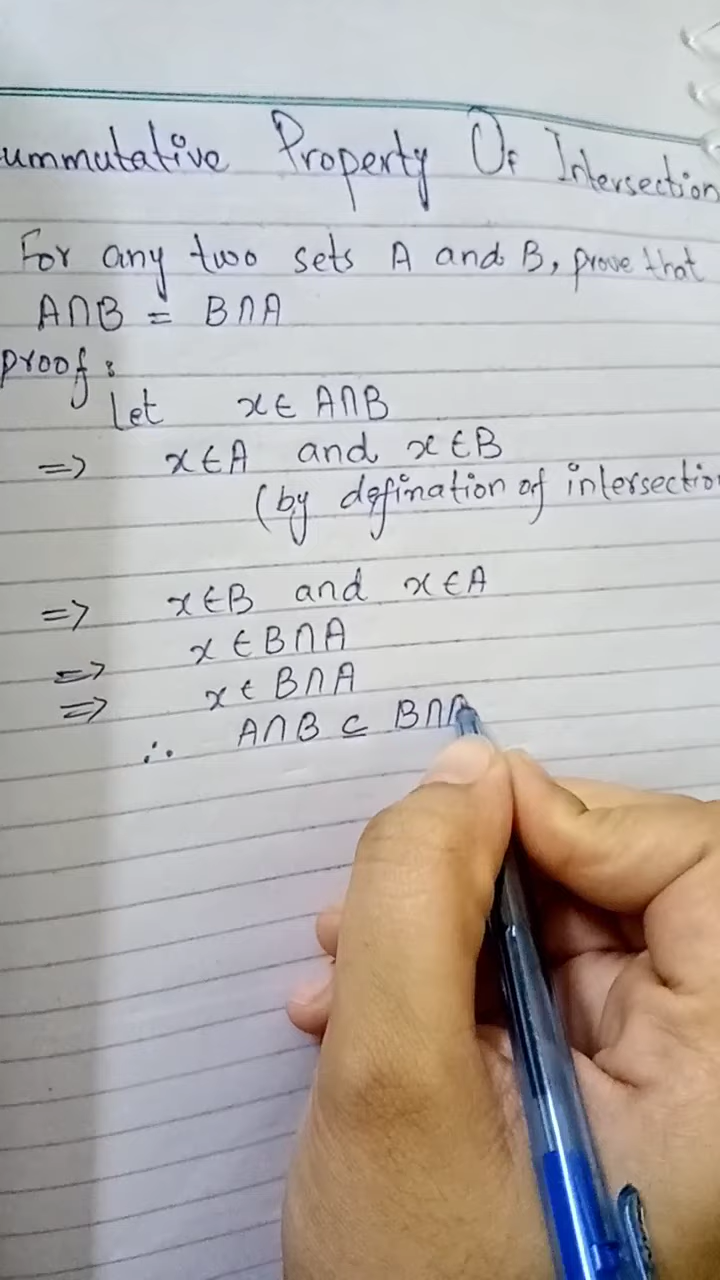 ummutative Property Of Intersection
For any two sets A and B, prove that
A∩B = B∩A
proof:
Let x∈ A∩B
=> x∈A and x∈B
(by defination of intersectio
=> x∈B and x∈A
=> x ∈ B∩A
=> x ∈ B∩A
∴ A∩B ⊆ B∩A